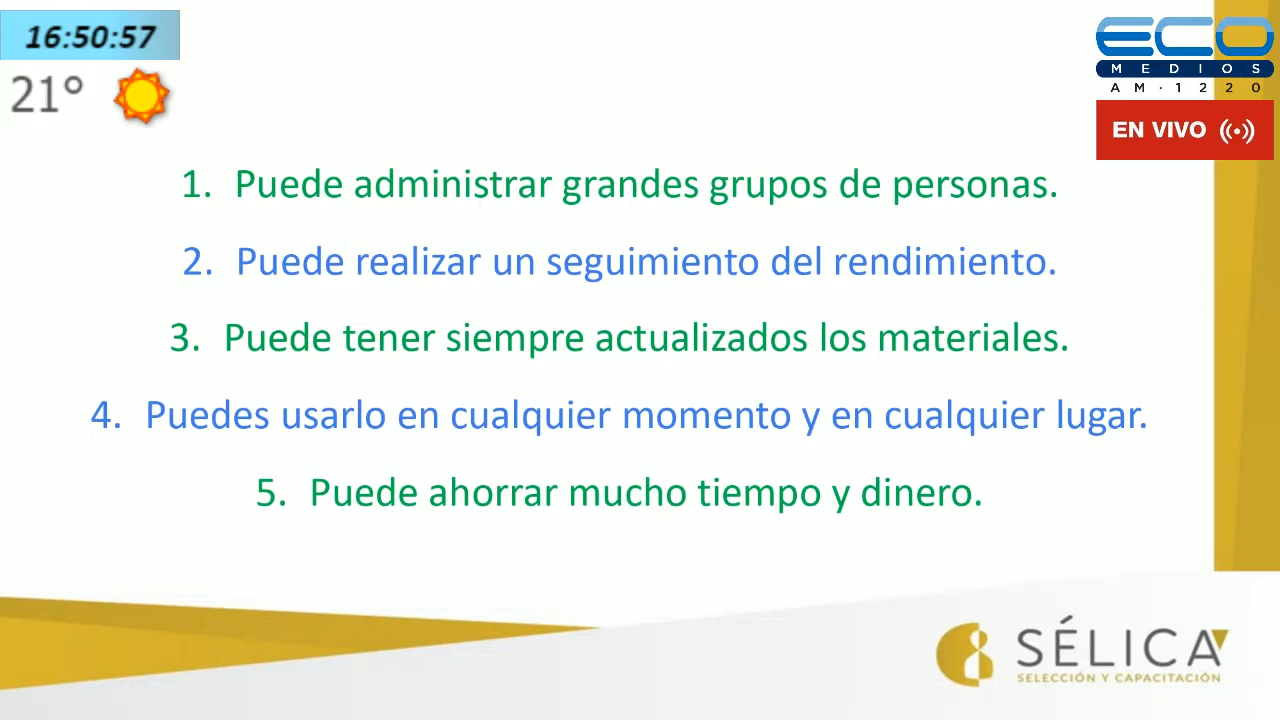 16:50:57
21°
ECO
MEDIOS
AM·1220
EN VIVO
1. Puede administrar grandes grupos de personas.
2. Puede realizar un seguimiento del rendimiento.
3. Puede tener siempre actualizados los materiales.
4. Puedes usarlo en cualquier momento y en cualquier lugar.
5. Puede ahorrar mucho tiempo y dinero.
SÉLICA
SELECCIÓN Y CAPACITACIÓN